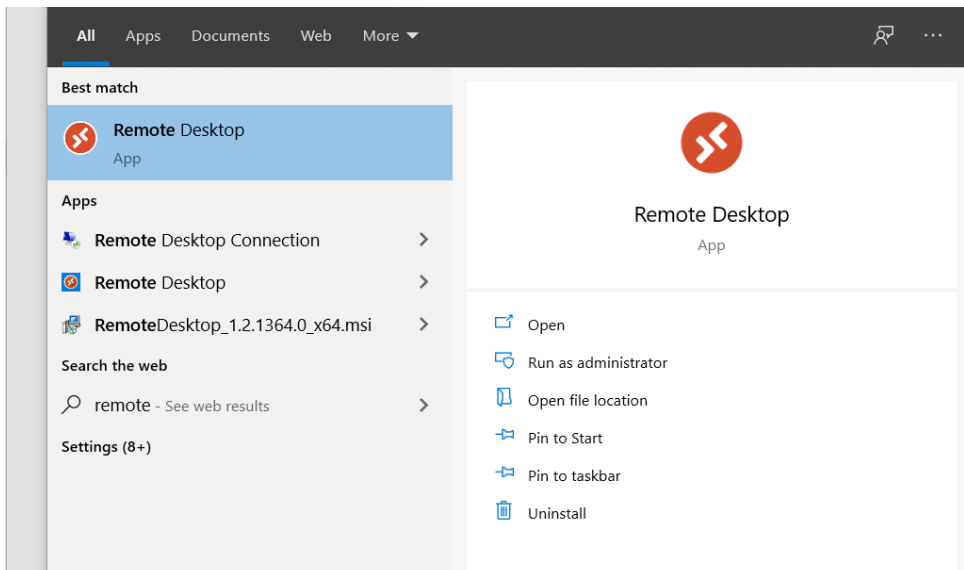 All Apps Documents Web More
Best match
Remote Desktop
App
Apps
Remote Desktop Connection
Remote Desktop
RemoteDesktop_1.2.1364.0_x64.msi
Search the web
remote - See web results
Settings (8+)
Remote Desktop
App
Open
Run as administrator
Open file location
Pin to Start
Pin to taskbar
Uninstall